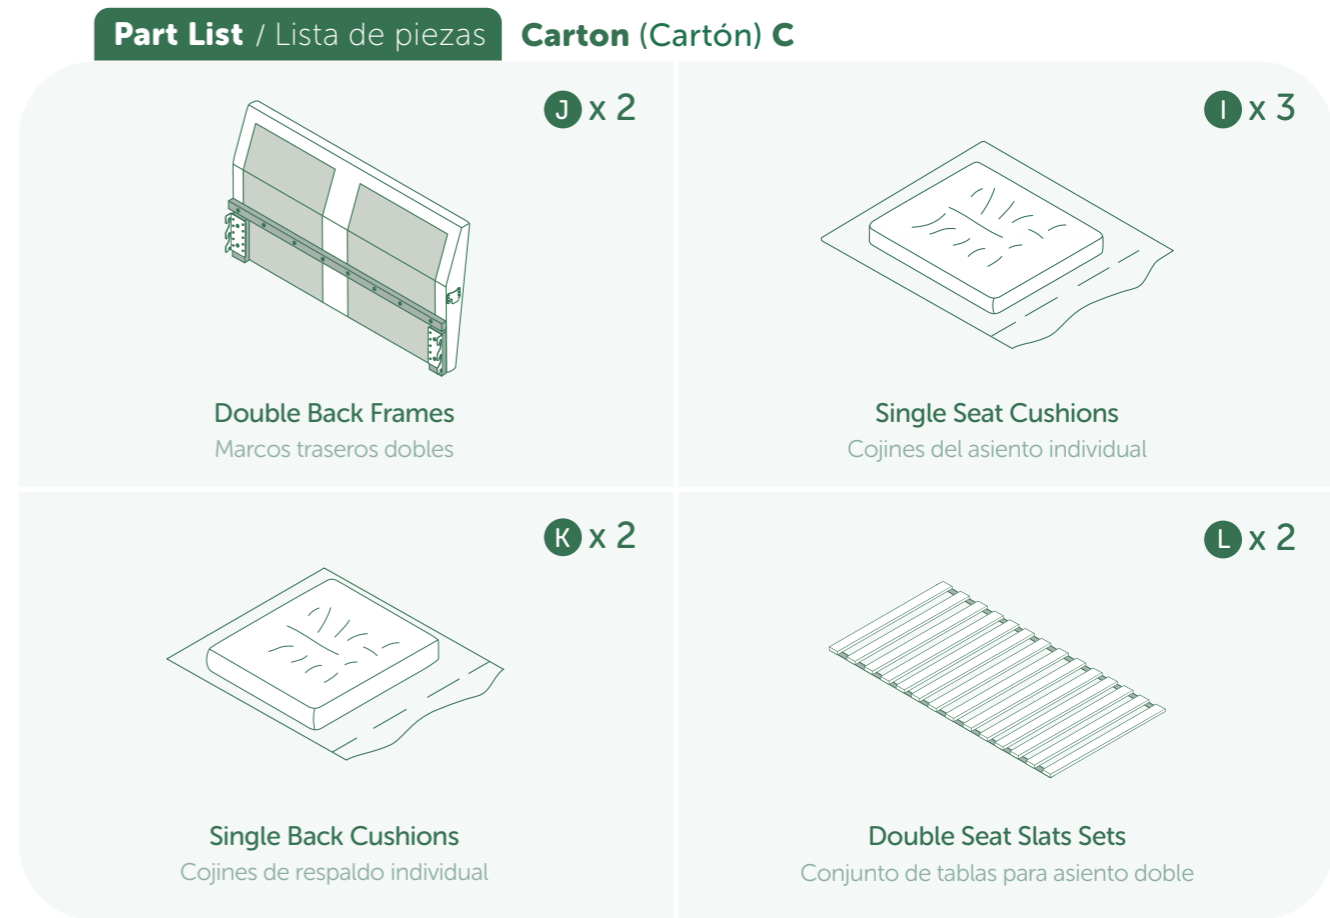 Part List / Lista de piezas Carton (Cartón) C
J x 2
Double Back Frames
Marcos traseros dobles
I x 3
Single Seat Cushions
Cojines del asiento individual
K x 2
Single Back Cushions
Cojines de respaldo individual
L x 2
Double Seat Slats Sets
Conjunto de tablas para asiento doble